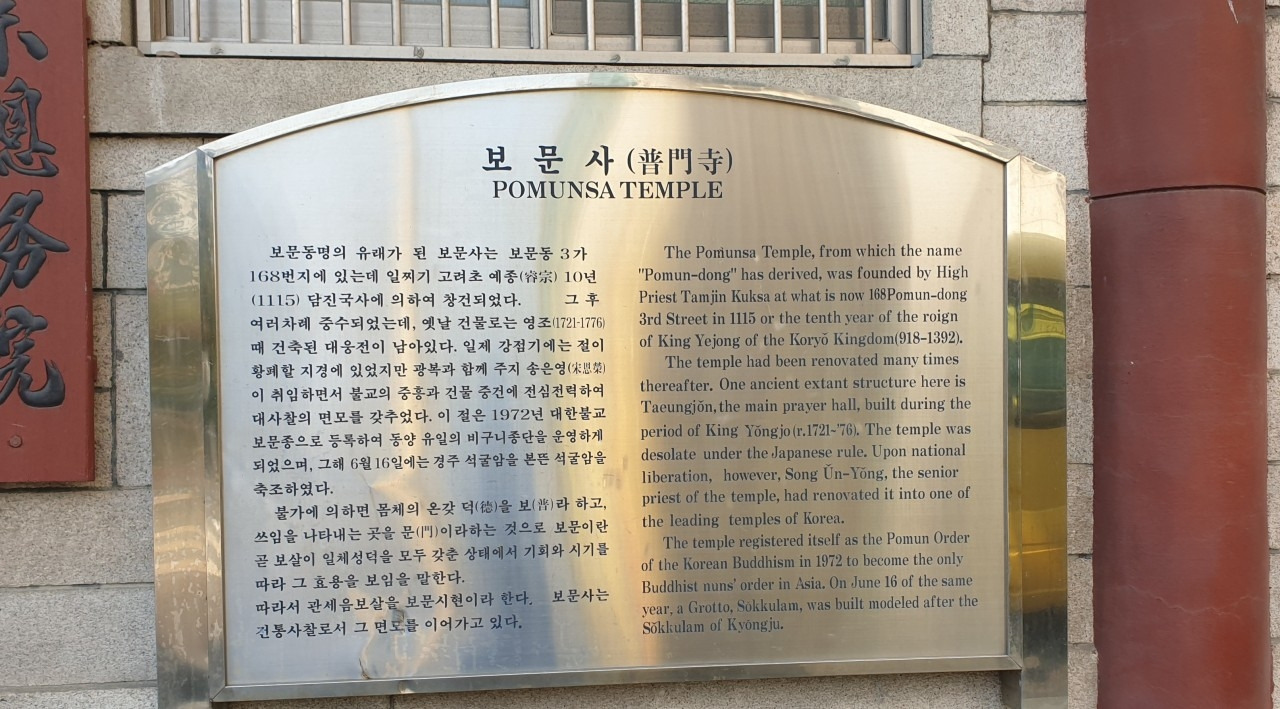 惠
務
院
보문사 (普門寺)
POMUNSA TEMPLE
보문동명의 유래가 된 보문사는 보문동 3가
168번지에 있는데 일찌기 고려초 예종(睿宗) 10년
(1115) 담진국사에 의하여 창건되었다. 그 후
여러차례 중수되었는데, 옛날 건물로는 영조(1721-1776)
때 건축된 대웅전이 남아있다. 일제 강점기에는 절이
황폐할 지경에 있었지만 광복과 함께 주지 송은영(宋恩榮)
이 취임하면서 불교의 중흥과 건물 중건에 전심전력하여
대사찰의 면모를 갖추었다. 이 절은 1972년 대한불교
보문종으로 등록하여 동양 유일의 비구니종단을 운영하게
되었으며, 그해 6월16일에는 경주 석굴암을 본뜬 석굴암을
축조하였다.
불가에 의하면 몸체의 온갖 덕(德)을 보(普)라 하고,
쓰임을 나타내는 곳을 문(門)이라하는 것으로 보문이란
곧 보살이 일체성덕을 모두 갖춘 상태에서 기회와 시기를
따라 그 효용을 보임을 말한다.
따라서 관세음보살을 보문시현이라 한다. 보문사는
전통사찰로서 그 면모를 이어가고 있다.
The Pomunsa Temple, from which the name
"Pomun-dong" has derived, was founded by High
Priest Tamjin Kuksa at what is now 168Pomun-dong
3rd Street in 1115 or the tenth year of the roign
of King Yejong of the Koryŏ Kingdom(918-1392).
The temple had been renovated many times
thereafter. One ancient extant structure here is
Taeungjŏn, the main prayer hall, built during the
period of King Yŏngjo(r.1721-'76). The temple was
desolate under the Japanese rule. Upon national
liberation, however, Song Ŭn-Yŏng, the senior
priest of the temple, had renovated it into one of
the leading temples of Korea.
The temple registered itself as the Pomun Order
of the Korean Buddhism in 1972 to become the only
Buddhist nuns' order in Asia. On June 16 of the same
year, a Grotto, Sŏkkulam, was built modeled after the
Sŏkkulam of Kyŏngju.